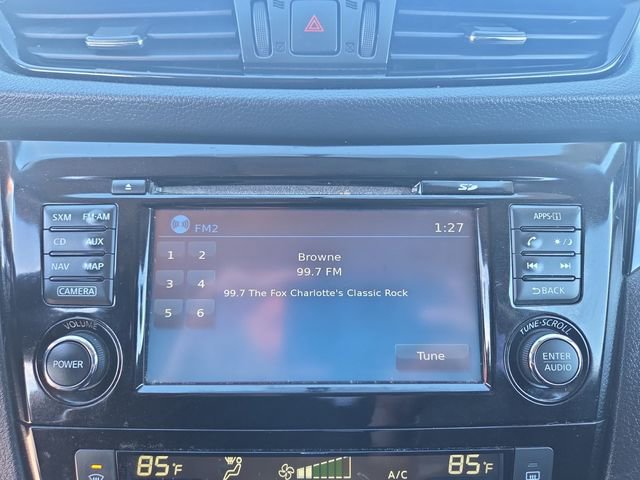 SD
SXM FM·AM
CD AUX
NAV MAP
CAMERA
FM2 1:27
1 2
3 4
5 6
Browne
99.7 FM
99.7 The Fox Charlotte's Classic Rock
Tune
APPS·i
BACK
VOLUME
POWER
TUNE·SCROLL
ENTER
AUDIO
85°F
A/C
85°F